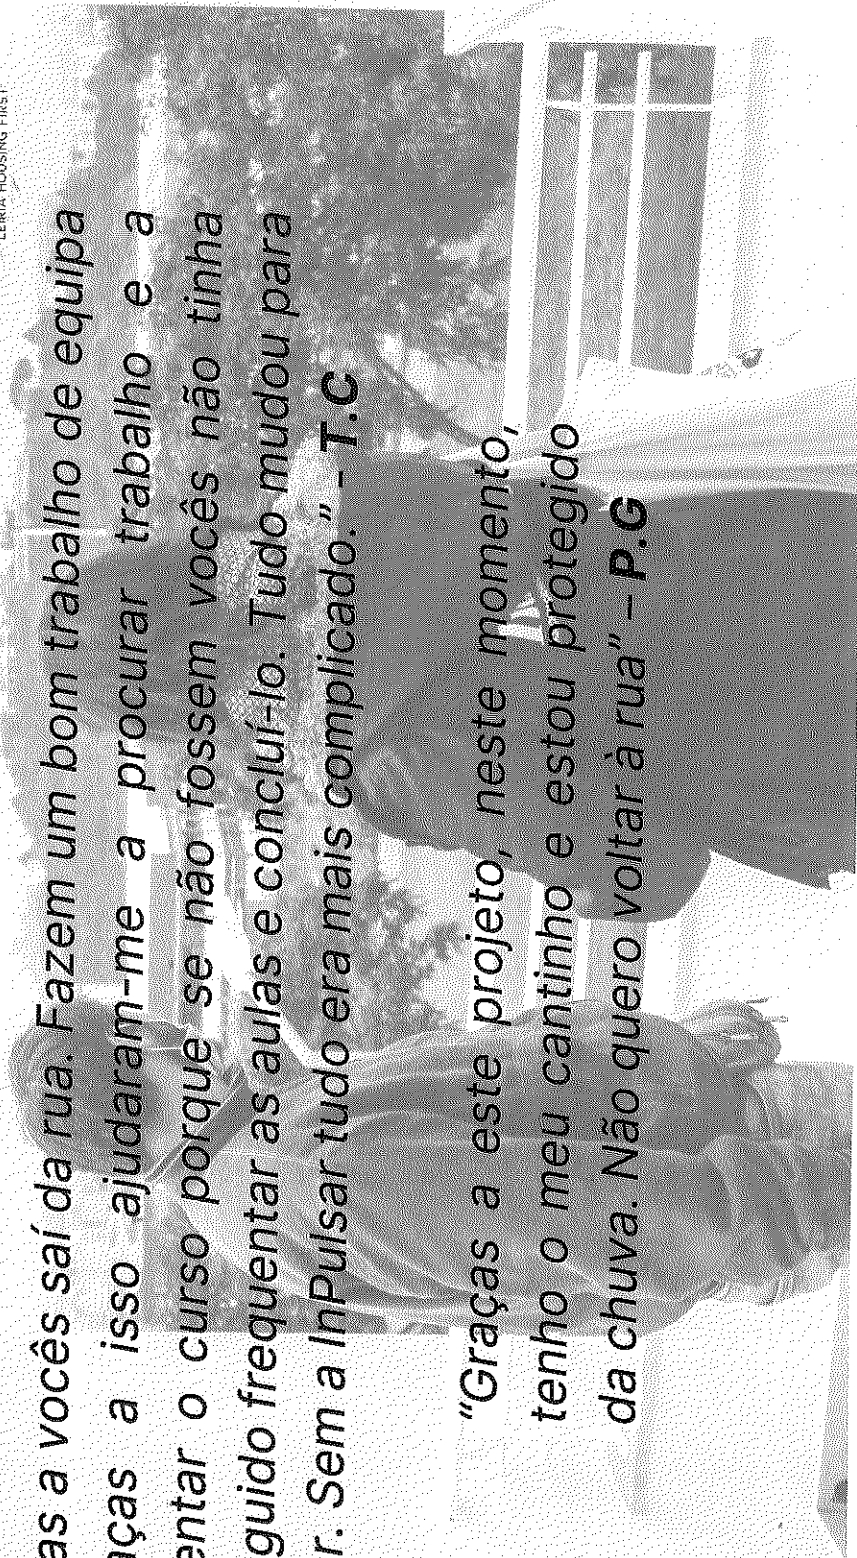 LEIRIA HOUSING FIRST
as a vocês saí da rua. Fazem um bom trabalho de equipa
aças a isso ajudaram-me a procurar trabalho e a
entar o curso porque se não fossem vocês não tinha
guido frequentar as aulas e concluí-lo. Tudo mudou para
r. Sem a InPulsar tudo era mais complicado.” - T.C
“Graças a este projeto, neste momento,
tenho o meu cantinho e estou protegido
da chuva. Não quero voltar à rua” – P.G